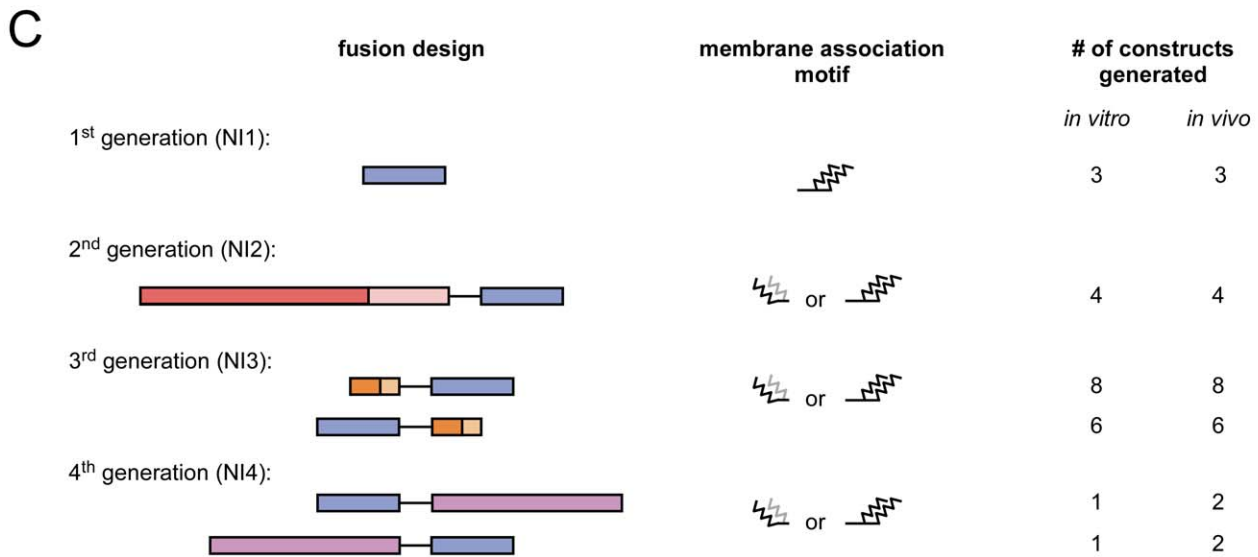 C
fusion design
membrane association
motif
# of constructs
generated
in vitro in vivo
1st generation (NI1):
3 3
2nd generation (NI2):
or
4 4
3rd generation (NI3):
or
8 8
6 6
4th generation (NI4):
or
1 2
1 2